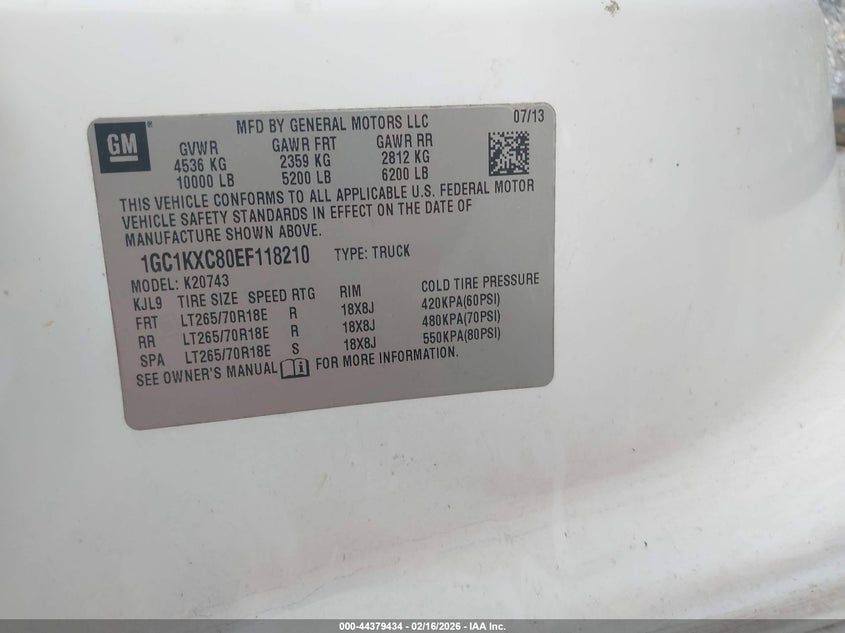 GM
MFD BY GENERAL MOTORS LLC 07/13
GVWR GAWR FRT GAWR RR
4536 KG 2359 KG 2812 KG
10000 LB 5200 LB 6200 LB
THIS VEHICLE CONFORMS TO ALL APPLICABLE U.S. FEDERAL MOTOR
VEHICLE SAFETY STANDARDS IN EFFECT ON THE DATE OF
MANUFACTURE SHOWN ABOVE.
1GC1KXC80EF118210 TYPE: TRUCK
MODEL: K20743
KJL9 TIRE SIZE SPEED RTG RIM COLD TIRE PRESSURE
FRT LT265/70R18E R 18X8J 420KPA(60PSI)
RR LT265/70R18E R 18X8J 480KPA(70PSI)
SPA LT265/70R18E S 18X8J 550KPA(80PSI)
SEE OWNER'S MANUAL i FOR MORE INFORMATION.
000-44379434 - 02/16/2026 - IAA Inc.